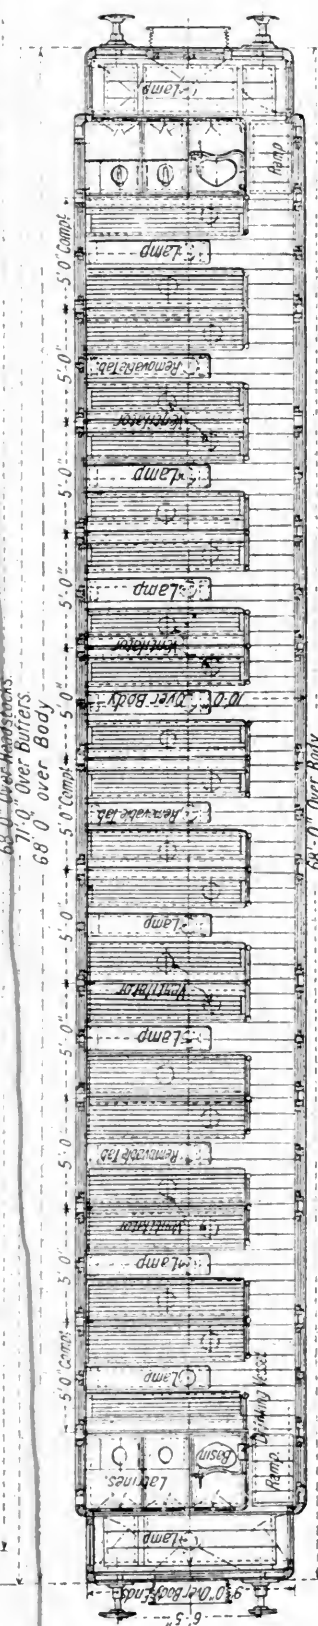 Lamp
Ramp
5' 0" Compt
Lamp
5' 0"
Removable Tab.
Ventilator
5' 0"
Lamp
5' 0"
Lamp
Ventilator
5' 0"
Over Body
10' 0"
68' 0" Over Headstocks.
71' 0" Over Buffers.
68' 0" over Body
68'-0" Over Body
5' 0" Compt
Removable Tab.
5' 0"
Lamp
Ventilator
5' 0"
Lamp
5' 0"
Removable Tab
Ventilator
5' 0"
Lamp
5' 0" Compt
Lamp
Drinking Vessel
Basin
Latrines.
Ramp.
Lamp
9' 0" Over Body Ends
6' 5"